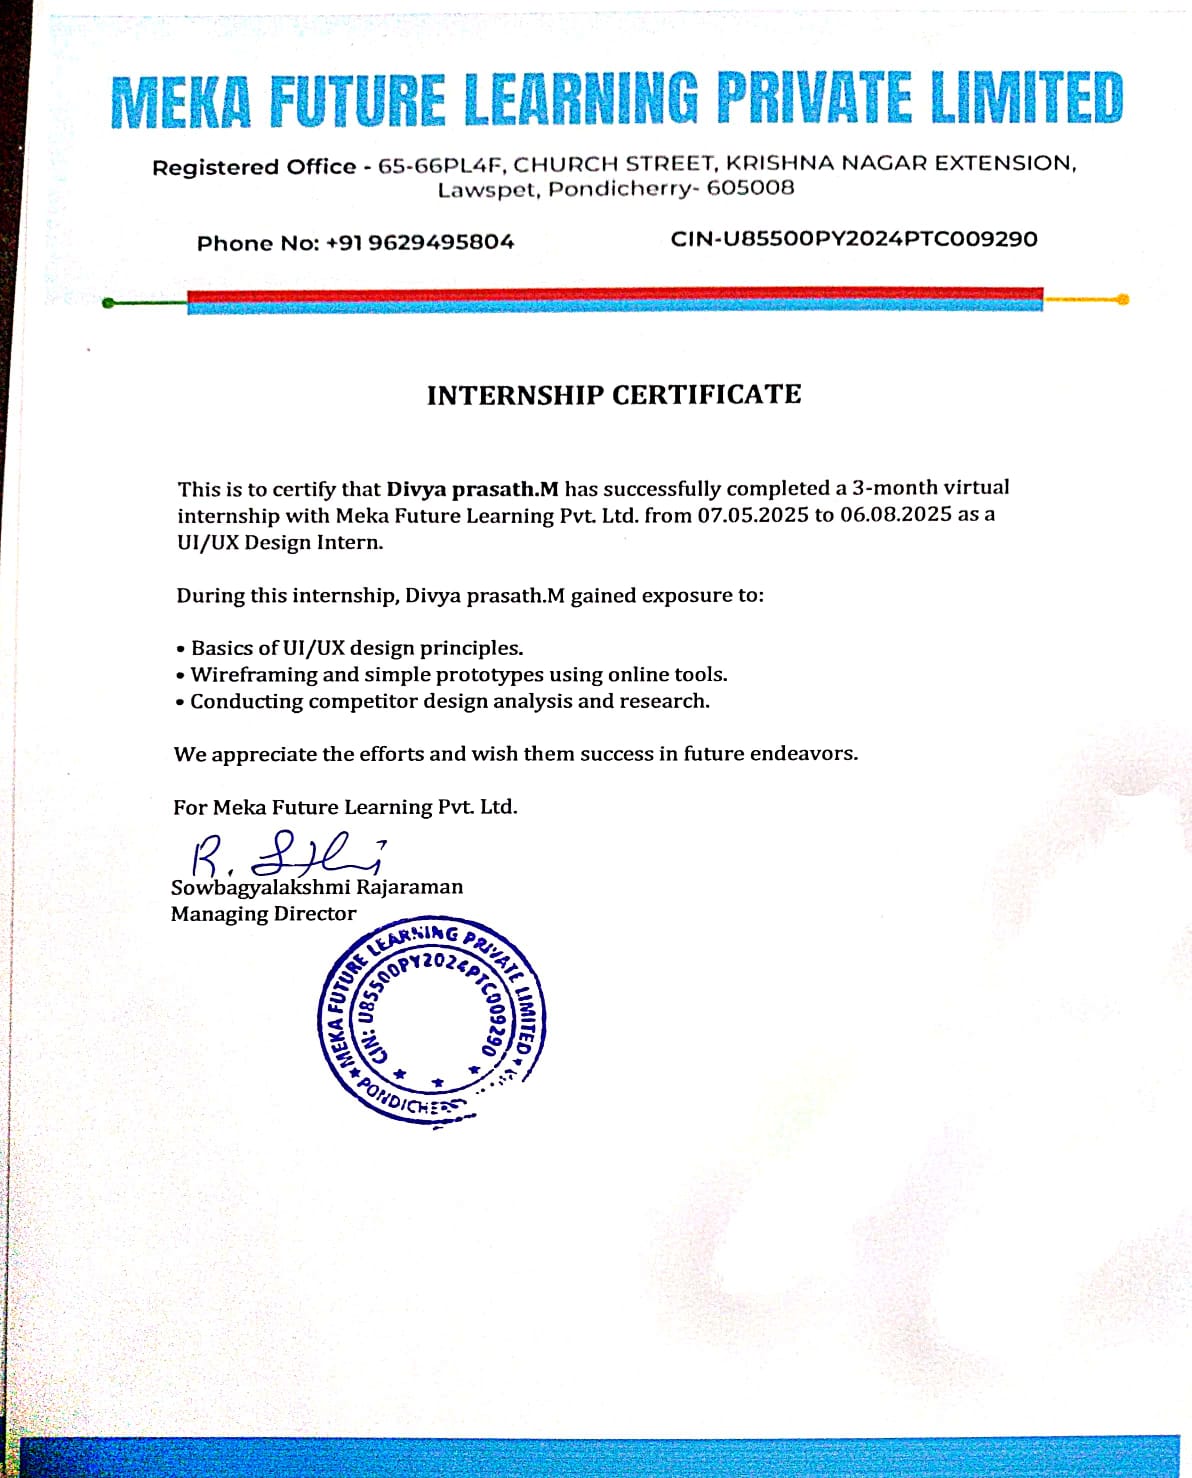 MEKA FUTURE LEARNING PRIVATE LIMITED
Registered Office - 65-66PL4F, CHURCH STREET, KRISHNA NAGAR EXTENSION,
Lawspet, Pondicherry- 605008
Phone No: +91 9629495804
CIN-U85500PY2024PTC009290
INTERNSHIP CERTIFICATE
This is to certify that Divya prasath.M has successfully completed a 3-month virtual
internship with Meka Future Learning Pvt. Ltd. from 07.05.2025 to 06.08.2025 as a
UI/UX Design Intern.
During this internship, Divya prasath.M gained exposure to:
• Basics of UI/UX design principles.
• Wireframing and simple prototypes using online tools.
• Conducting competitor design analysis and research.
We appreciate the efforts and wish them success in future endeavors.
For Meka Future Learning Pvt. Ltd.
R.
Sowbagyalakshmi Rajaraman
Managing Director
MEKA FUTURE LEARNING PRIVATE LIMITED
CIN: U85500PY2024PTC009290